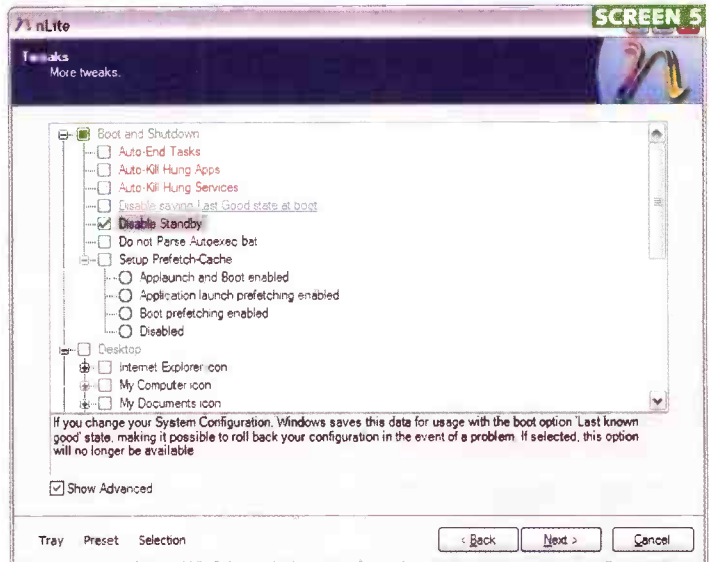 SCREEN 5
nLite
Tweaks
More tweaks.
Boot and Shutdown
Auto-End Tasks
Auto-Kill Hung Apps
Auto-Kill Hung Services
Disable saving Last Good state at boot
Disable Standby
Do not Parse Autoexec bat
Setup Prefetch-Cache
Applaunch and Boot enabled
Application launch prefetching enabled
Boot prefetching enabled
Disabled
Desktop
Internet Explorer icon
My Computer icon
My Documents icon
If you change your System Configuration, Windows saves this data for usage with the boot option 'Last known
good' state, making it possible to roll back your configuration in the event of a problem. If selected, this option
will no longer be available
Show Advanced
Tray Preset Selection < Back Next > Cancel